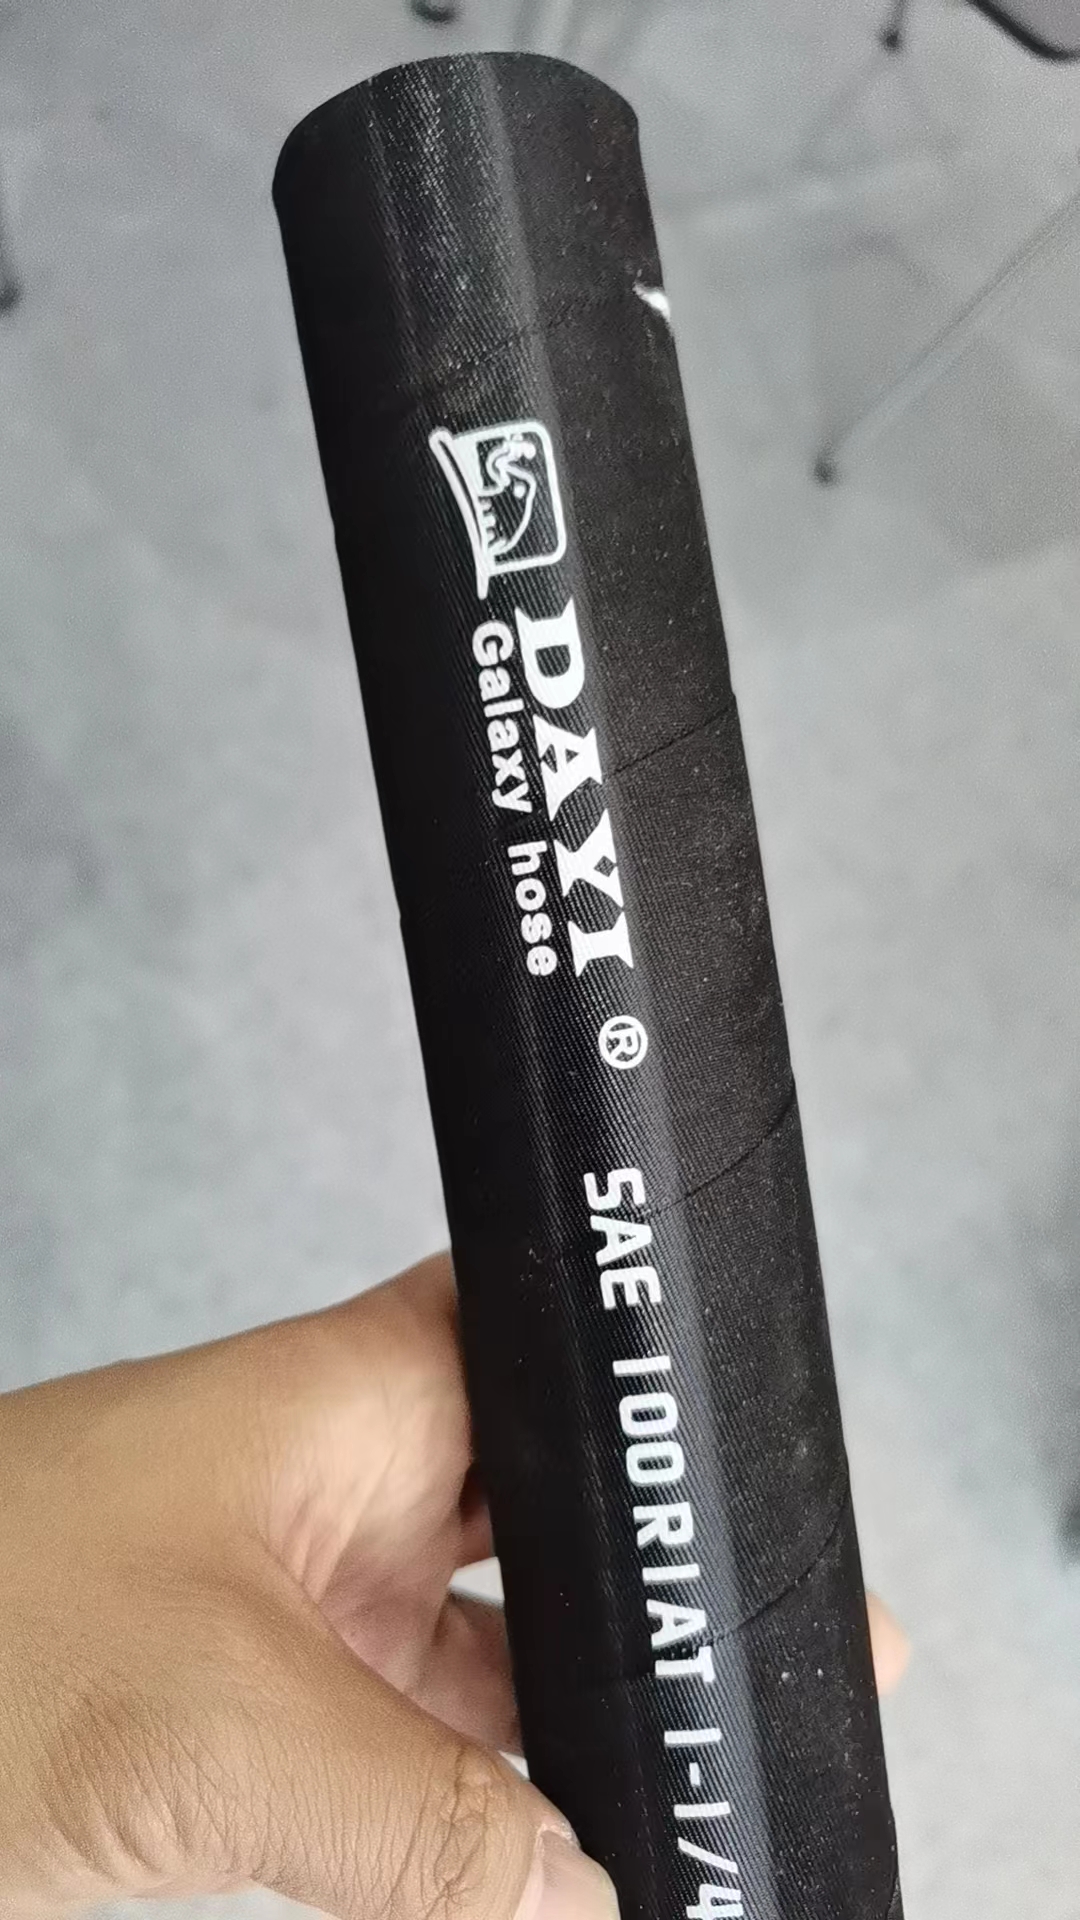 DAYI ®
Galaxy hose
SAE 100R1AT 1-1/4